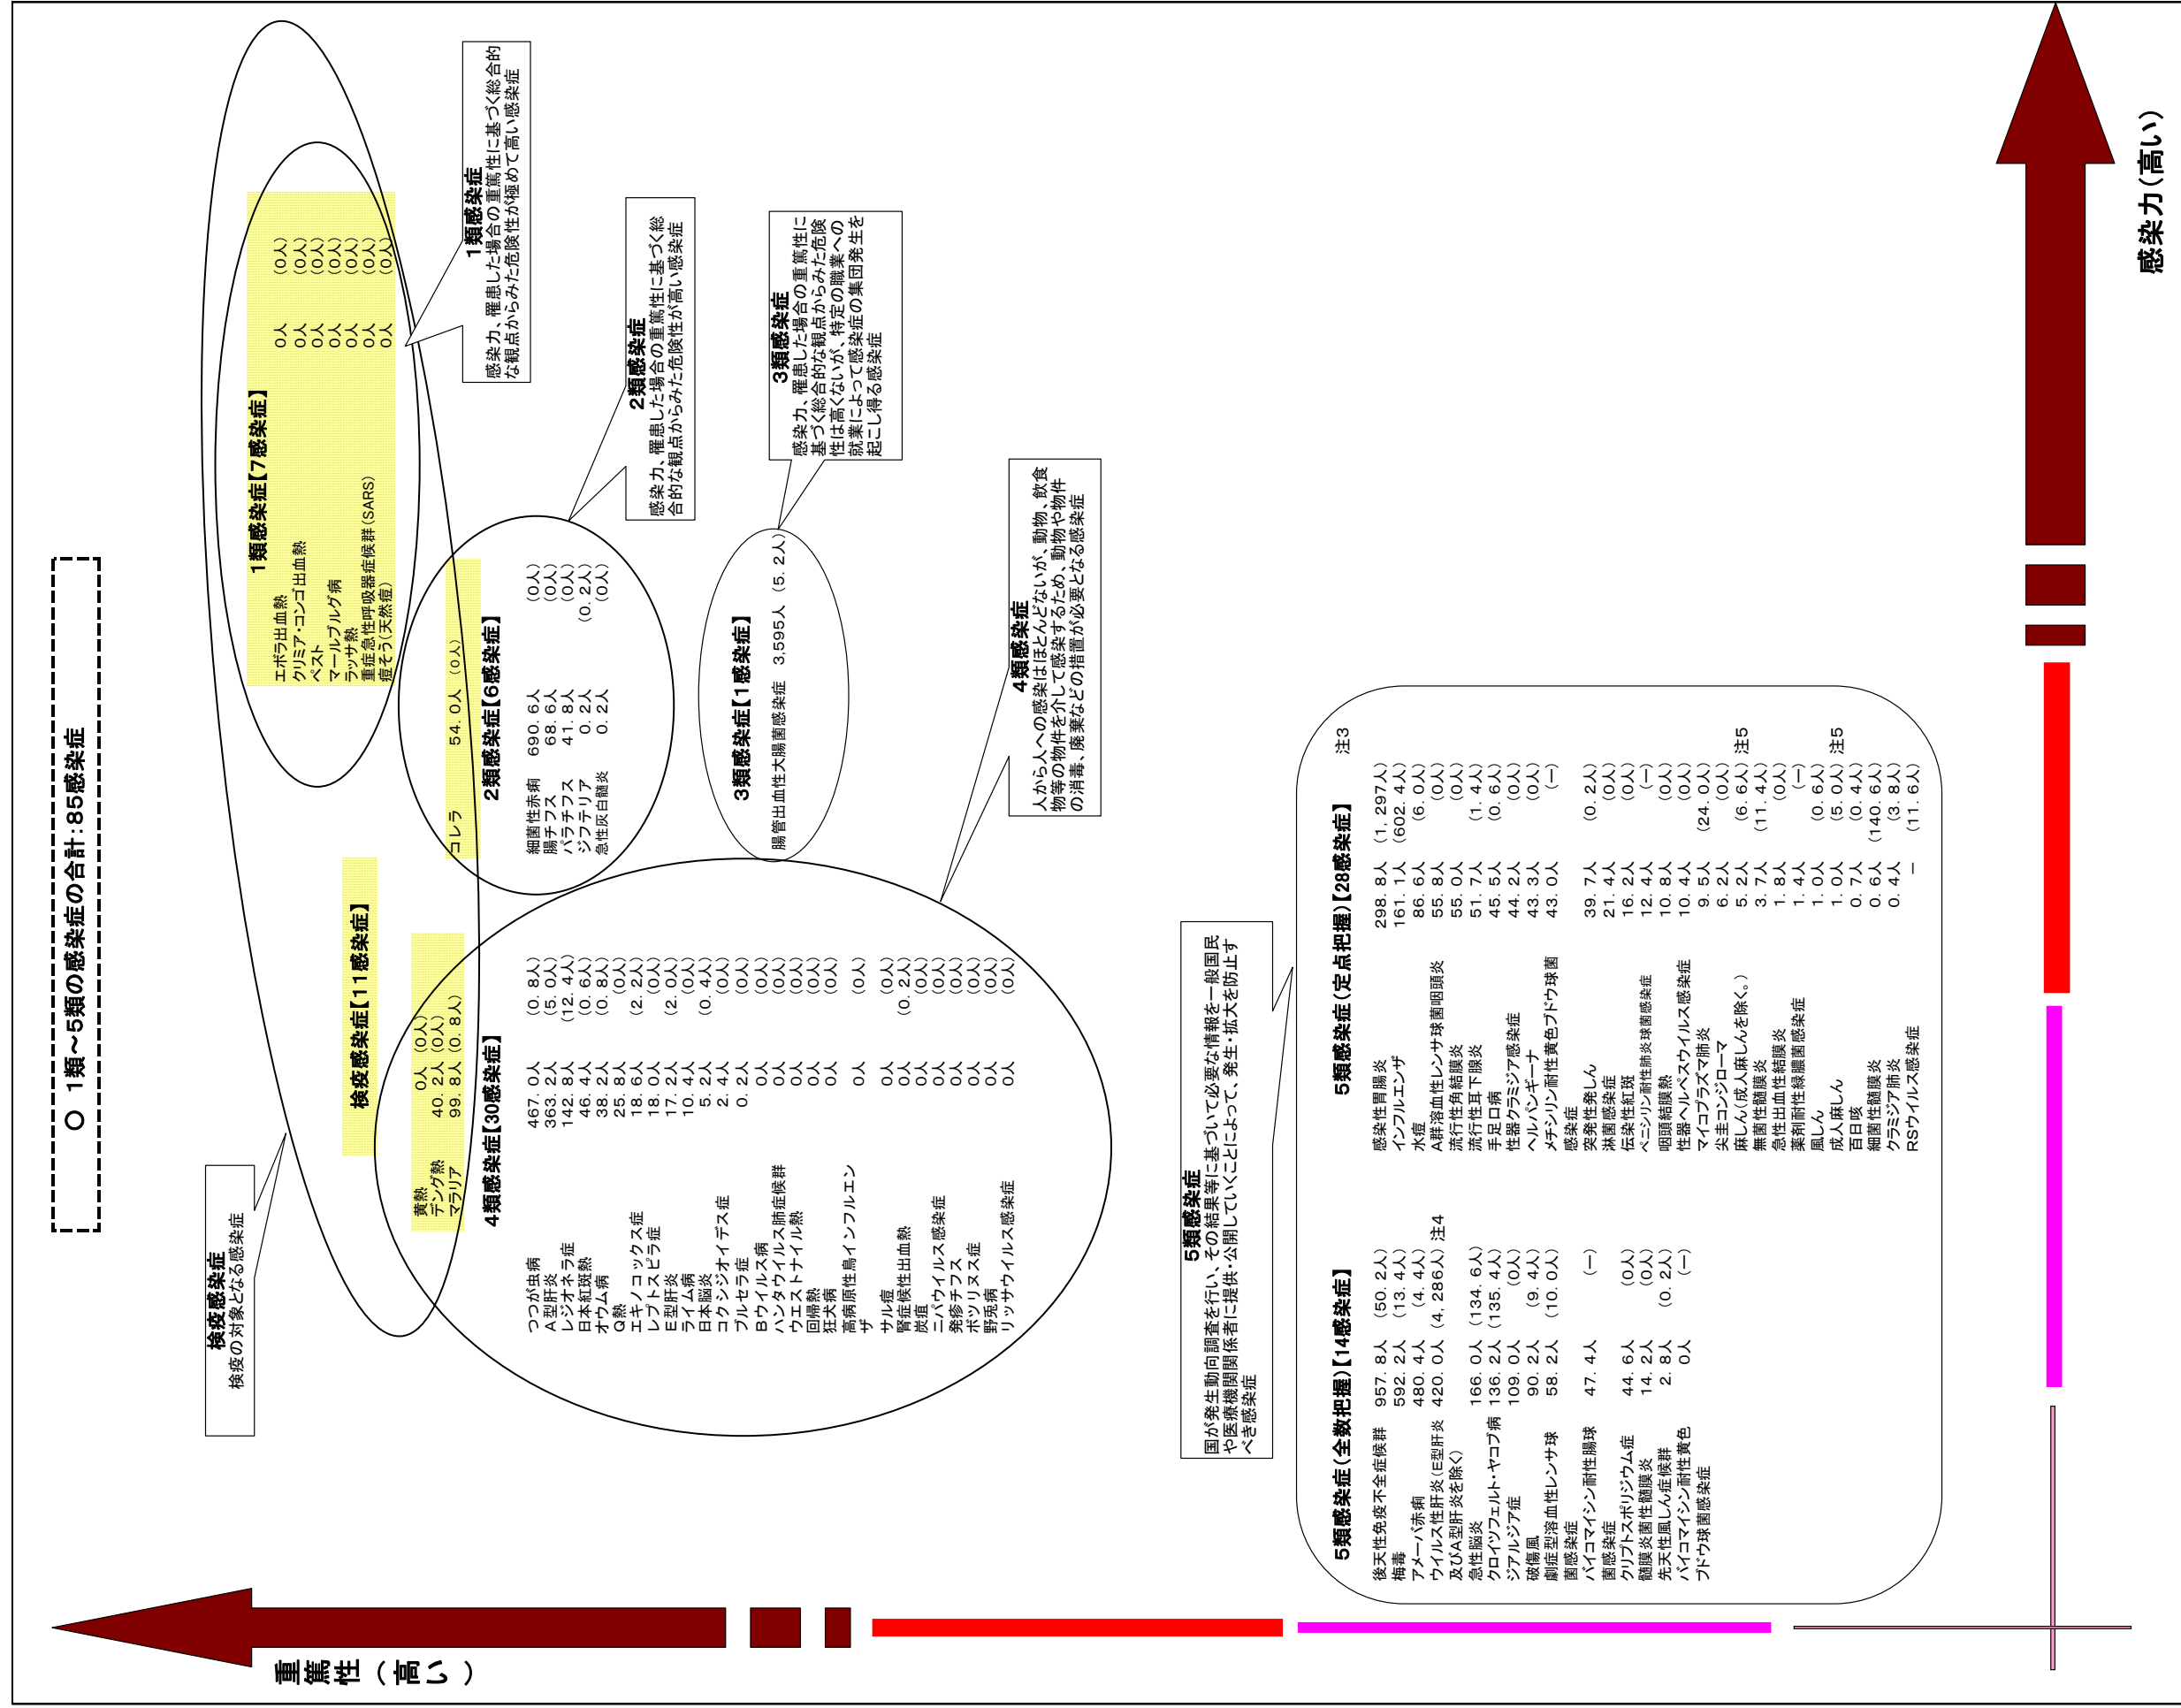 ○ 1類～5類の感染症の合計：85感染症
検疫感染症
検疫の対象となる感染症
検疫感染症【11感染症】
1類感染症【7感染症】
エボラ出血熱 0人 (0人)
クリミア・コンゴ出血熱 0人 (0人)
ペスト 0人 (0人)
マールブルグ病 0人 (0人)
ラッサ熱 0人 (0人)
重症急性呼吸器症候群(SARS) 0人 (0人)
痘そう(天然痘) 0人 (0人)
1類感染症
感染力、罹患した場合の重篤性に基づく総合的
な観点からみた危険性が極めて高い感染症
黄熱 0人 (0人)
デング熱 40.2人 (0人)
マラリア 99.8人 (0.8人)
コレラ 54.0人 (0人)
2類感染症【6感染症】
細菌性赤痢 690.6人 (0人)
腸チフス 68.6人 (0人)
パラチフス 41.8人 (0人)
ジフテリア 0.2人 (0.2人)
急性灰白髄炎 0.2人 (0人)
2類感染症
感染力、罹患した場合の重篤性に基づく総
合的な観点からみた危険性が高い感染症
3類感染症【1感染症】
腸管出血性大腸菌感染症 3,595人 (5.2人)
3類感染症
感染力、罹患した場合の重篤性に
基づく総合的な観点からみた危険
性は高くないが、特定の職業への
就業によって感染症の集団発生を
起こし得る感染症
4類感染症【30感染症】
つつが虫病 467.0人 (0.8人)
A型肝炎 363.2人 (5.0人)
レジオネラ症 142.8人 (12.4人)
日本紅斑熱 46.4人 (0.6人)
オウム病 38.2人 (0.8人)
Q熱 25.8人 (0人)
エキノコックス症 18.6人 (2.2人)
レプトスピラ症 18.0人 (0人)
E型肝炎 17.2人 (2.0人)
ライム病 10.4人 (0人)
日本脳炎 5.2人 (0.4人)
コクシジオイデス症 2.4人 (0人)
ブルセラ症 0.2人 (0人)
Bウイルス病 0人 (0人)
ハンタウイルス肺症候群 0人 (0人)
ウエストナイル熱 0人 (0人)
回帰熱 0人 (0人)
狂犬病 0人 (0人)
高病原性鳥インフルエン
ザ 0人 (0人)
サル痘 0人 (0人)
腎症候性出血熱 0人 (0.2人)
炭疽 0人 (0人)
ニパウイルス感染症 0人 (0人)
発疹チフス 0人 (0人)
ボツリヌス症 0人 (0人)
野兎病 0人 (0人)
リッサウイルス感染症 0人 (0人)
4類感染症
人から人への感染はほとんどないが、動物、飲食
物等の物件を介して感染するため、動物や物件
の消毒、廃棄などの措置が必要となる感染症
5類感染症
国が発生動向調査を行い、その結果等に基づいて必要な情報を一般国民
や医療機関関係者に提供・公開していくことによって、発生・拡大を防止す
べき感染症
5類感染症(全数把握)【14感染症】
後天性免疫不全症候群 957.8人 (50.2人)
梅毒 592.2人 (13.4人)
アメーバ赤痢 480.4人 (4.4人)
ウイルス性肝炎(E型肝炎 420.0人 (4,286人) 注4
及びA型肝炎を除く)
急性脳炎 166.0人 (134.6人)
クロイツフェルト・ヤコブ病 136.2人 (135.4人)
ジアルジア症 109.0人 (0人)
破傷風 90.2人 (9.4人)
劇症型溶血性レンサ球 58.2人 (10.0人)
菌感染症
バイコマイシン耐性腸球 47.4人 (ー)
菌感染症
クリプトスポリジウム症 44.6人 (0人)
髄膜炎菌性髄膜炎 14.2人 (0人)
先天性風しん症候群 2.8人 (0.2人)
バイコマイシン耐性黄色 0人 (ー)
ブドウ球菌感染症
5類感染症(定点把握)【28感染症】 注3
感染性胃腸炎 298.8人 (1,297人)
インフルエンザ 161.1人 (602.4人)
水痘 86.6人 (6.0人)
A群溶血性レンサ球菌咽頭炎 55.8人 (0人)
流行性角結膜炎 55.0人 (0人)
流行性耳下腺炎 51.7人 (1.4人)
手足口病 45.5人 (0.6人)
性器クラミジア感染症 44.2人 (0人)
ヘルパンギーナ 43.3人 (0人)
メチシリン耐性黄色ブドウ球菌 43.0人 (ー)
感染症
突発性発しん 39.7人 (0.2人)
淋菌感染症 21.4人 (0人)
伝染性紅斑 16.2人 (0人)
ペニシリン耐性肺炎球菌感染症 12.4人 (ー)
咽頭結膜熱 10.8人 (0人)
性器ヘルペスウイルス感染症 10.4人 (0人)
マイコプラズマ肺炎 9.5人 (24.0人)
尖圭コンジローマ 6.2人 (0人)
麻しん(成人麻しんを除く。) 5.2人 (6.6人) 注5
無菌性髄膜炎 3.7人 (11.4人)
急性出血性結膜炎 1.8人 (0人)
薬剤耐性緑膿菌感染症 1.4人 (ー)
風しん 1.0人 (0.6人)
成人麻しん 1.0人 (5.0人) 注5
百日咳 0.7人 (0.4人)
細菌性髄膜炎 0.6人 (140.6人)
クラミジア肺炎 0.4人 (3.8人)
RSウイルス感染症 ー (11.6人)
重篤性（高い）
感染力（高い）